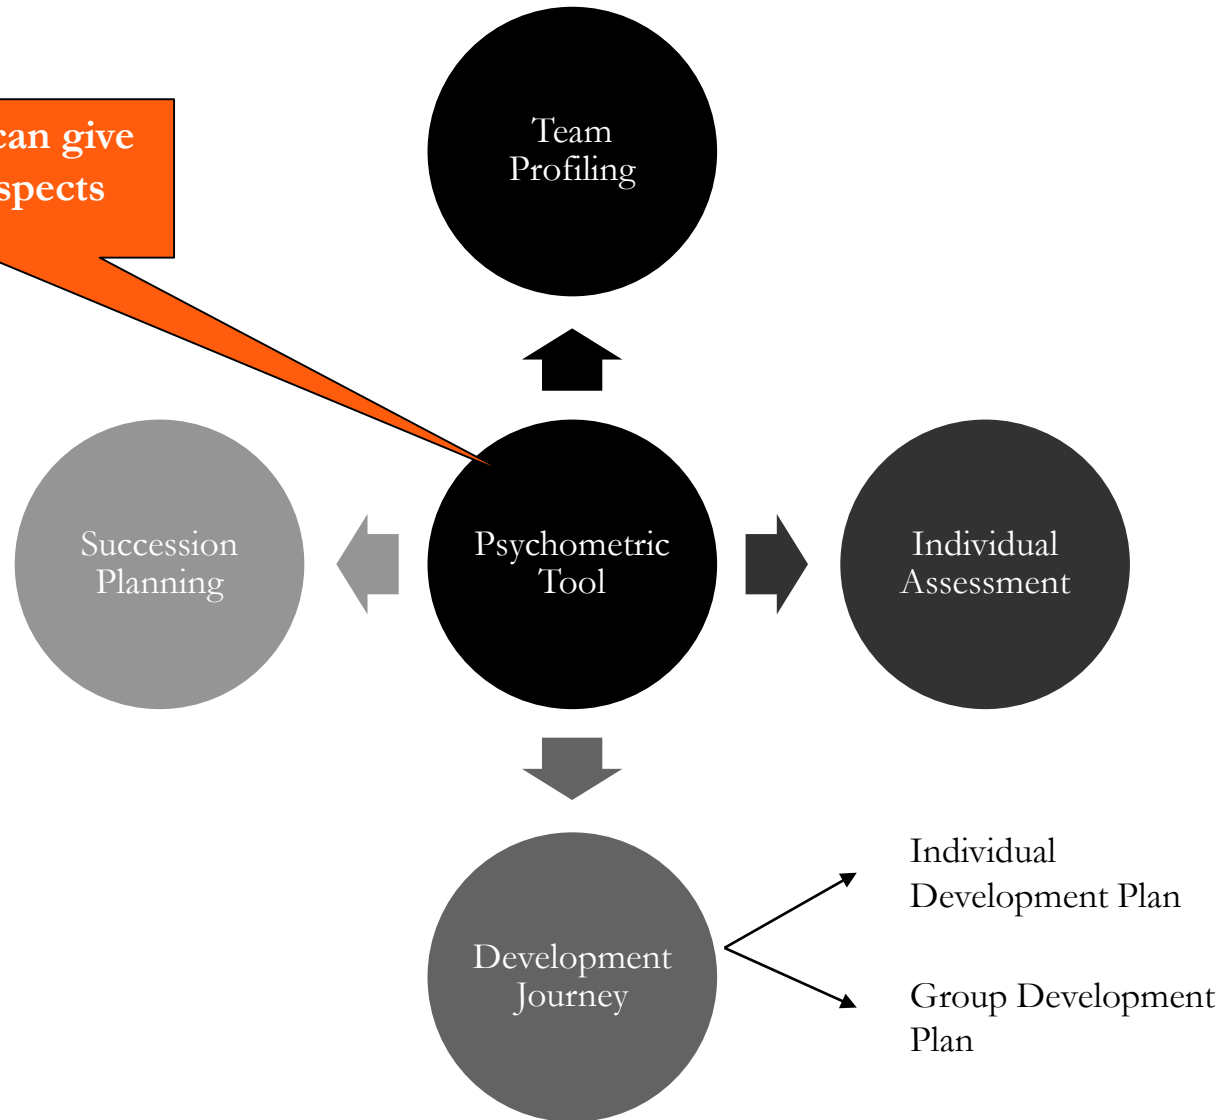 can give
spects
Team
Profiling
Succession
Planning
Psychometric
Tool
Individual
Assessment
Development
Journey
Individual
Development Plan
Group Development
Plan